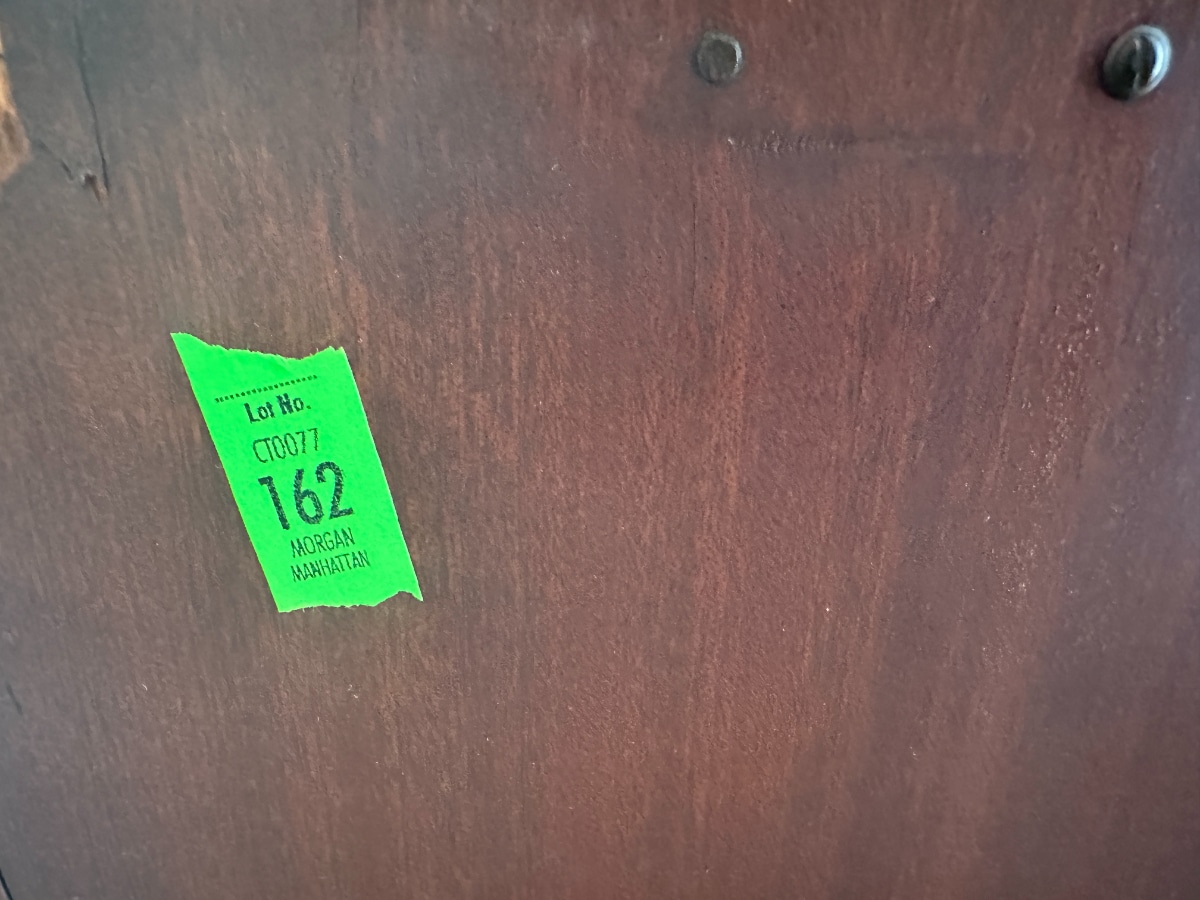 Lot No.
CT0077
162
MORGAN
MANHATTAN